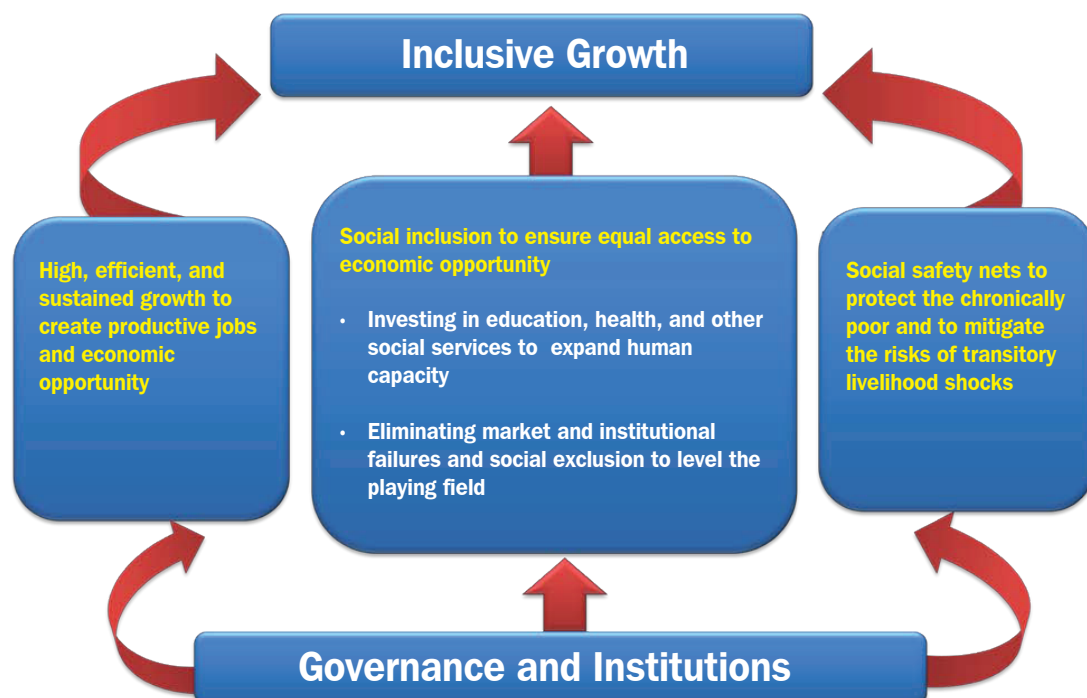 Inclusive Growth
High, efficient, and
sustained growth to
create productive jobs
and economic
opportunity
Social inclusion to ensure equal access to
economic opportunity
• Investing in education, health, and other
social services to expand human
capacity
• Eliminating market and institutional
failures and social exclusion to level the
playing field
Social safety nets to
protect the chronically
poor and to mitigate
the risks of transitory
livelihood shocks
Governance and Institutions